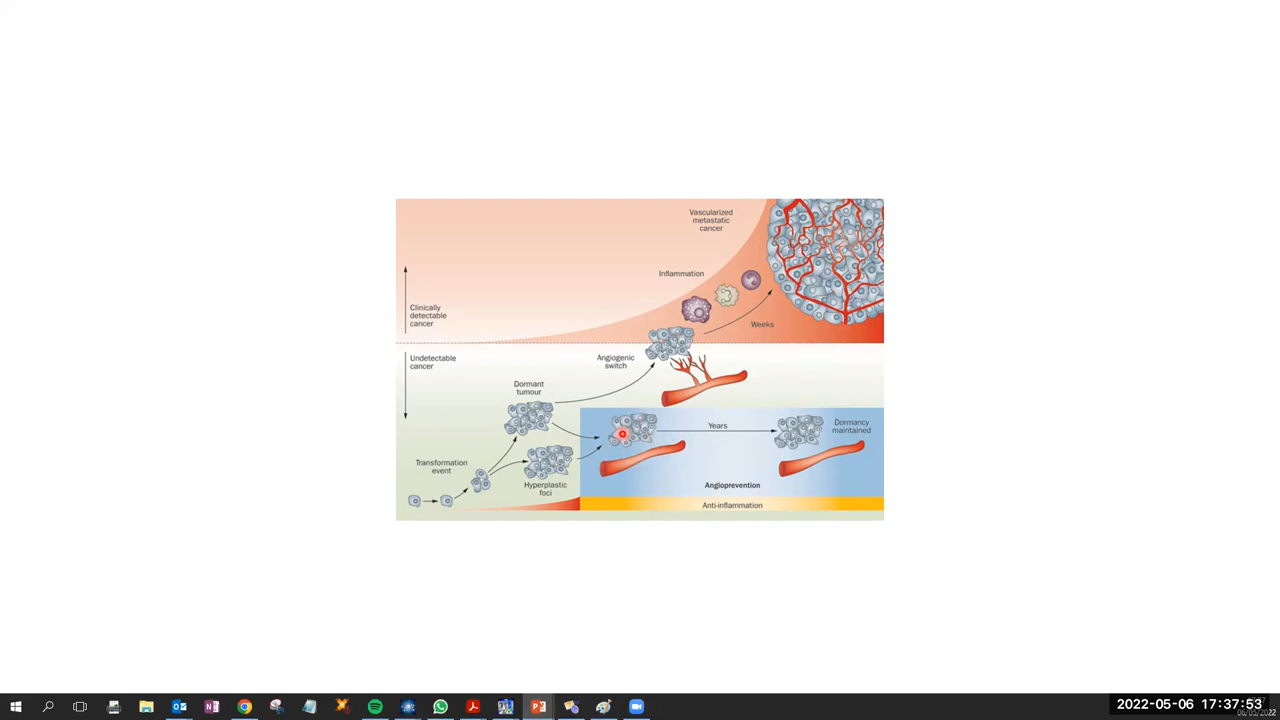 Vascularized
metastatic
cancer
Inflammation
Clinically
detectable
cancer
Weeks
Undetectable
cancer
Angiogenic
switch
Dormant
tumour
Years
Dormancy
maintained
Transformation
event
Hyperplastic
foci
Angioprevention
Anti-inflammation
2022-05-06 17:37:53